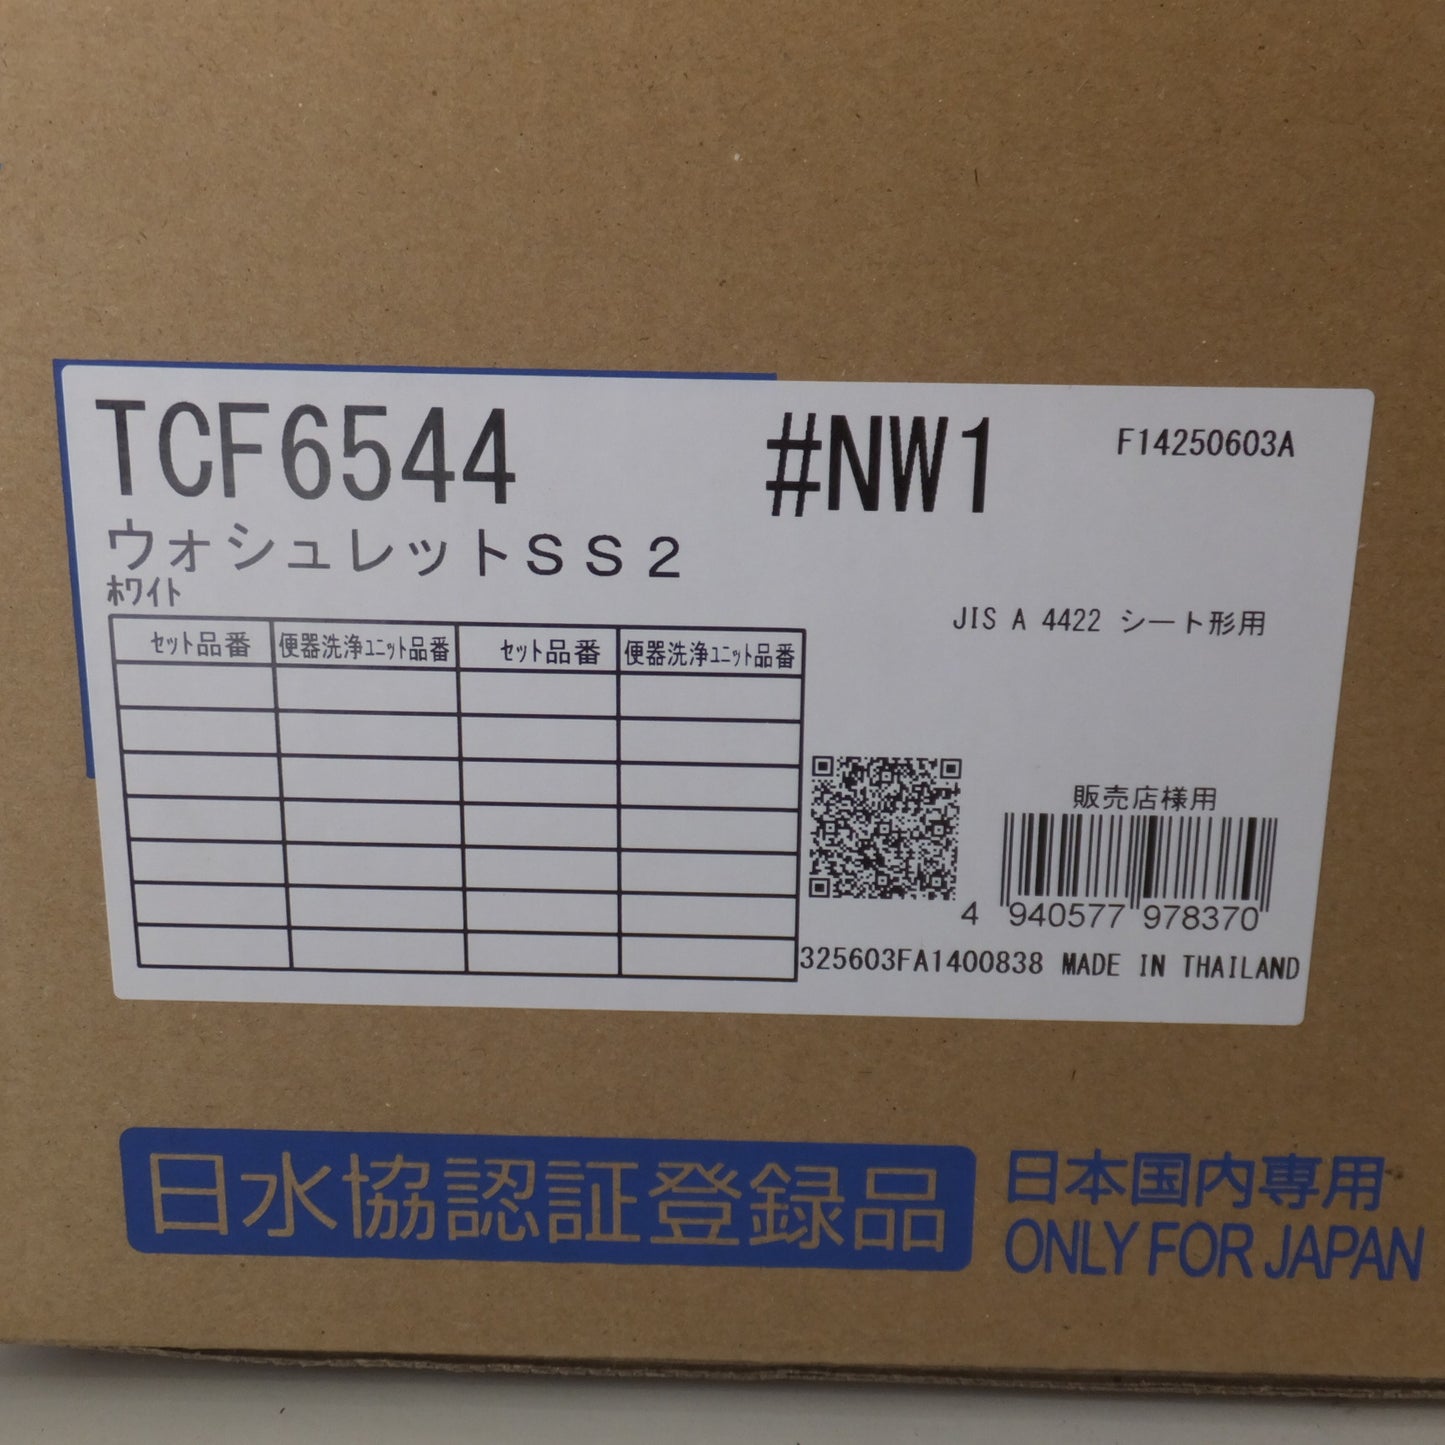 TCF6544 #NW1 F14250603A
ウォシュレットSS2
ホワイト
JIS A 4422 シート形用
セット品番 便器洗浄ユニット品番 セット品番 便器洗浄ユニット品番
販売店様用
4 940577 978370
325603FA1400838 MADE IN THAILAND
日水協認証登録品
日本国内専用
ONLY FOR JAPAN